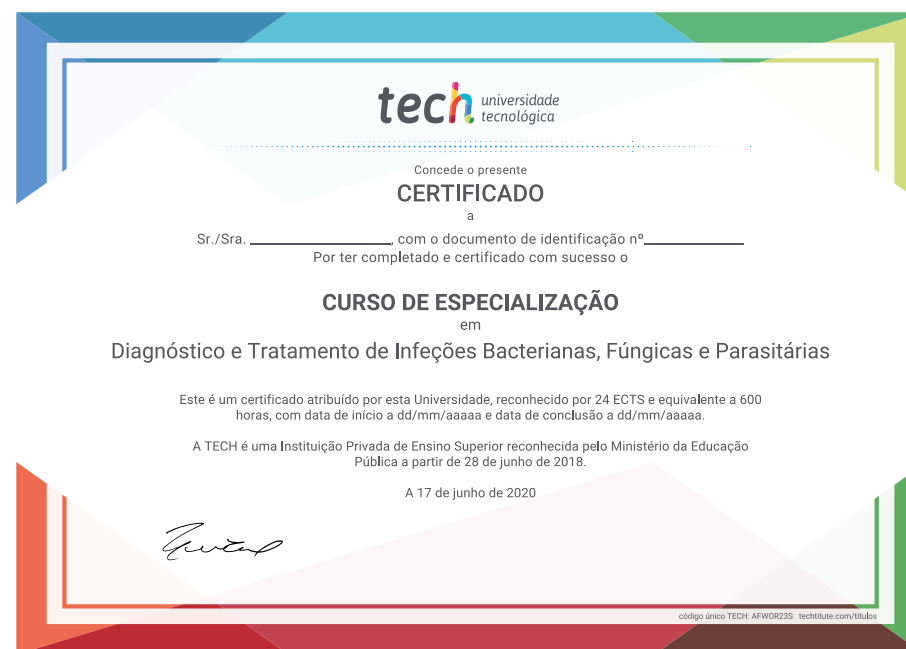 tech universidade
tecnológica
Concede o presente
CERTIFICADO
a
Sr./Sra. ________________, com o documento de identificação nº____________
Por ter completado e certificado com sucesso o
CURSO DE ESPECIALIZAÇÃO
em
Diagnóstico e Tratamento de Infeções Bacterianas, Fúngicas e Parasitárias
Este é um certificado atribuído por esta Universidade, reconhecido por 24 ECTS e equivalente a 600
horas, com data de início a dd/mm/aaaaa e data de conclusão a dd/mm/aaaaa.
A TECH é uma Instituição Privada de Ensino Superior reconhecida pelo Ministério da Educação
Pública a partir de 28 de junho de 2018.
A 17 de junho de 2020
código único TECH: AFWOR23S techtitute.com/titulos